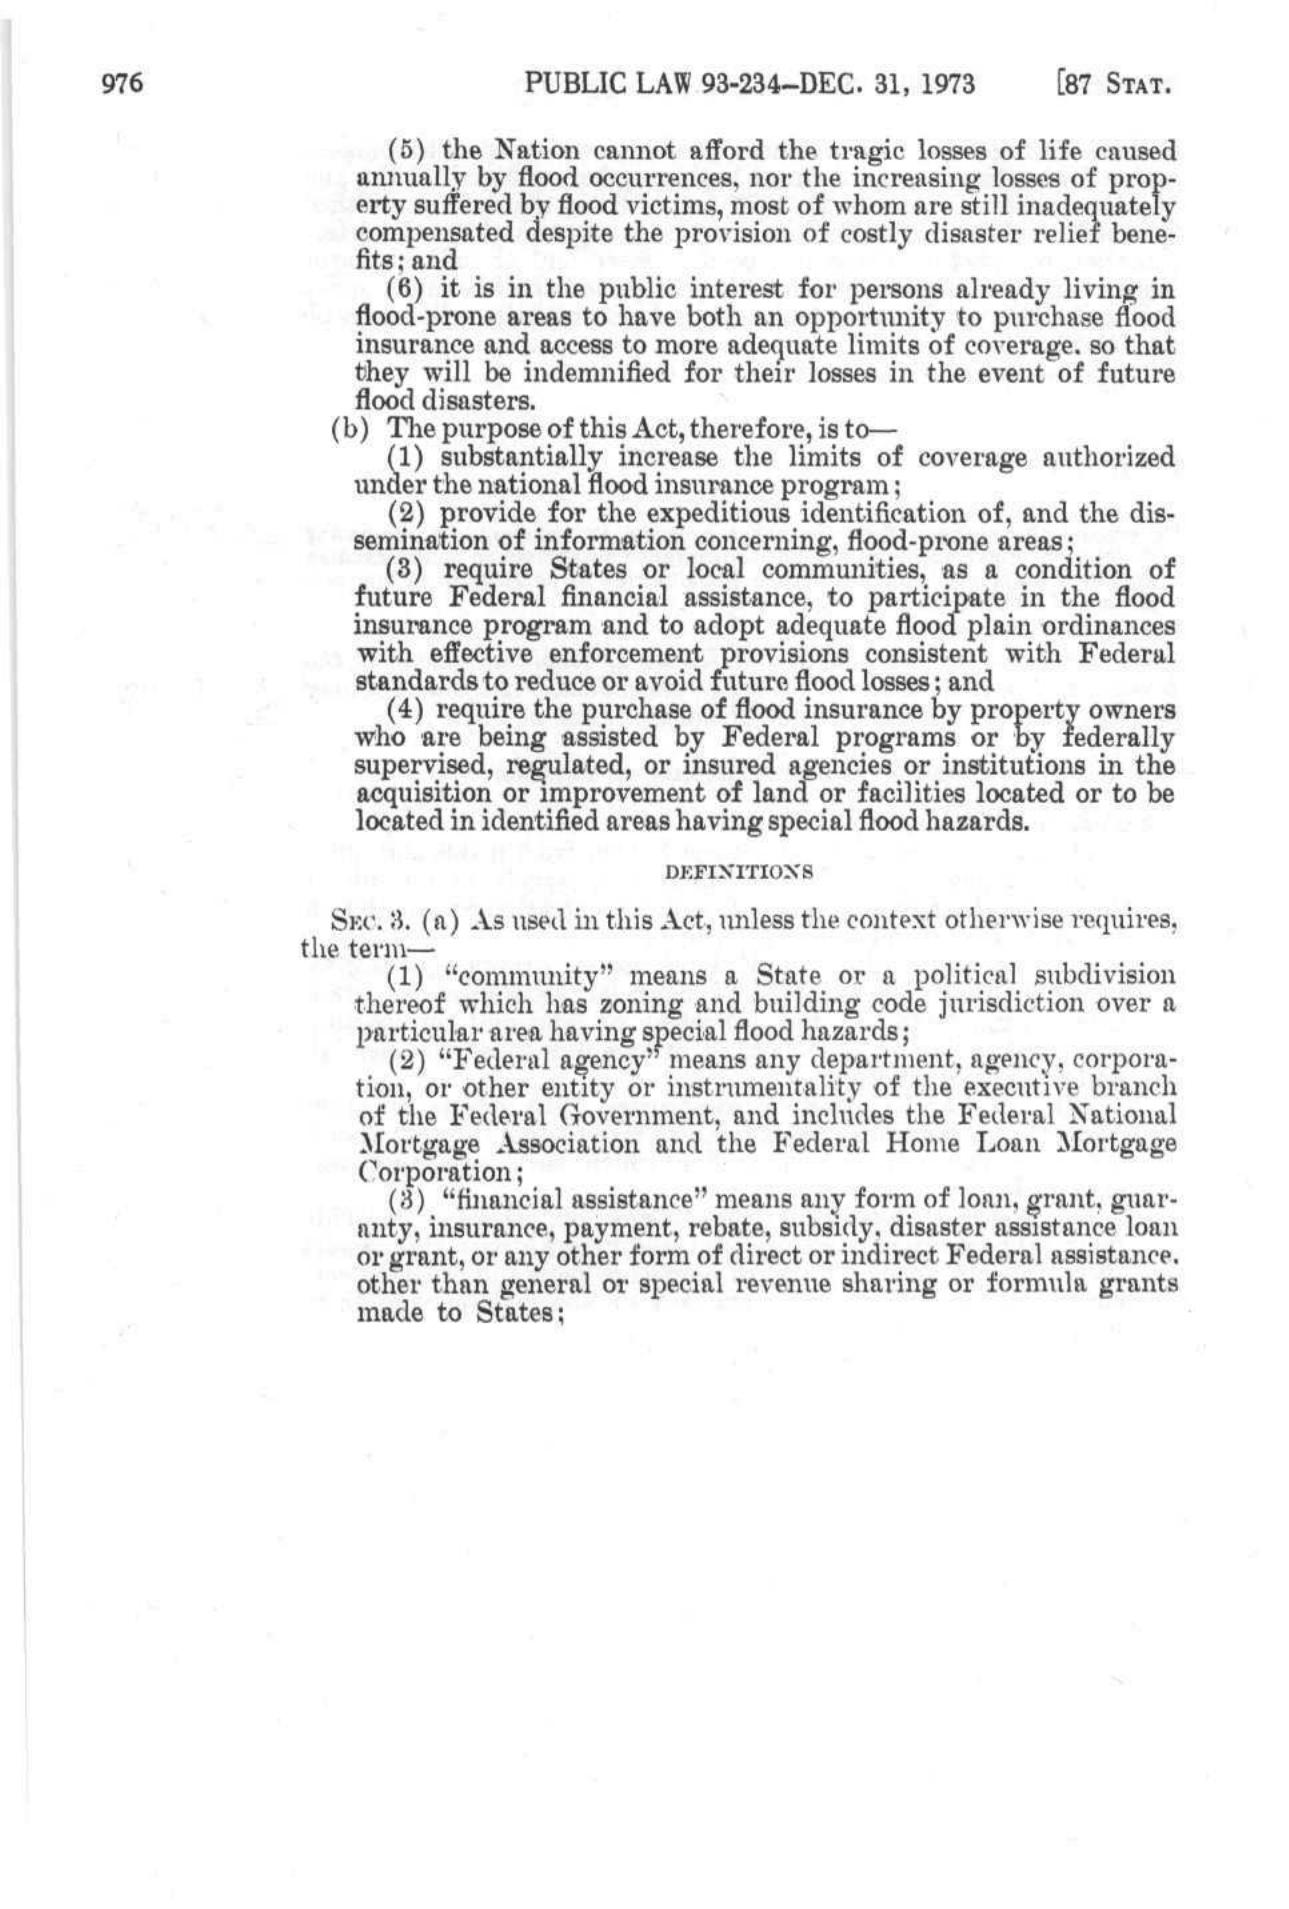 976
PUBLIC LAW 93-234–DEC. 31, 1973
[87 STAT.
(5) the Nation cannot afford the tragic losses of life caused
annually by flood occurrences, nor the increasing losses of prop-
erty suffered by flood victims, most of whom are still inadequately
compensated despite the provision of costly disaster relief bene-
fits; and
(6) it is in the public interest for persons already living in
flood-prone areas to have both an opportunity to purchase flood
insurance and access to more adequate limits of coverage. so that
they will be indemnified for their losses in the event of future
flood disasters.
(b) The purpose of this Act, therefore, is to—
(1) substantially increase the limits of coverage authorized
under the national flood insurance program;
(2) provide for the expeditious identification of, and the dis-
semination of information concerning, flood-prone areas;
(3) require States or local communities, as a condition of
future Federal financial assistance, to participate in the flood
insurance program and to adopt adequate flood plain ordinances
with effective enforcement provisions consistent with Federal
standards to reduce or avoid future flood losses; and
(4) require the purchase of flood insurance by property owners
who are being assisted by Federal programs or by federally
supervised, regulated, or insured agencies or institutions in the
acquisition or improvement of land or facilities located or to be
located in identified areas having special flood hazards.
DEFINITIONS
SEC. 3. (a) As used in this Act, unless the context otherwise requires,
the term—
(1) “community” means a State or a political subdivision
thereof which has zoning and building code jurisdiction over a
particular area having special flood hazards;
(2) “Federal agency” means any department, agency, corpora-
tion, or other entity or instrumentality of the executive branch
of the Federal Government, and includes the Federal National
Mortgage Association and the Federal Home Loan Mortgage
Corporation;
(3) “financial assistance” means any form of loan, grant, guar-
anty, insurance, payment, rebate, subsidy, disaster assistance loan
or grant, or any other form of direct or indirect Federal assistance.
other than general or special revenue sharing or formula grants
made to States;